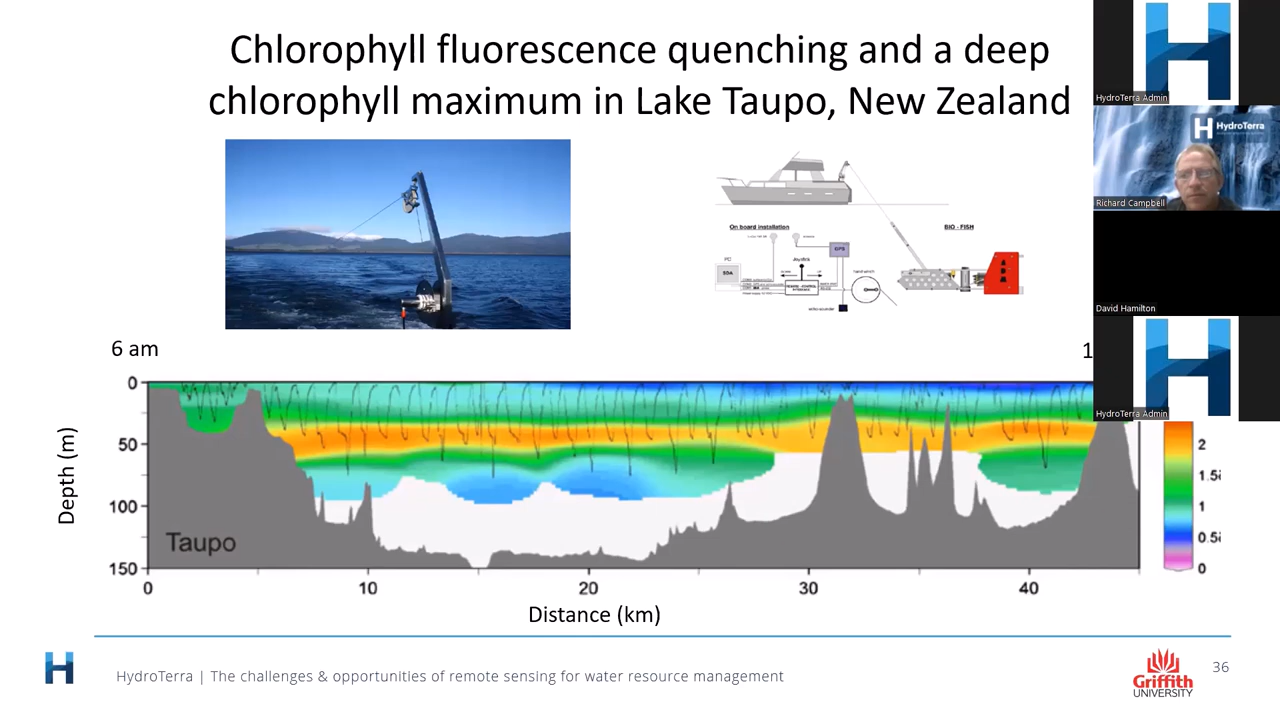 Chlorophyll fluorescence quenching and a deep
chlorophyll maximum in Lake Taupo, New Zealand
HydroTerra Admin
HydroTerra
Richard Campbell
David Hamilton
HydroTerra Admin
On board installation
BIO - FISH
PC
SDA
GPS
6 am
1
Depth (m)
0
50
100
150
Taupo
0
10
20
30
40
Distance (km)
2
0
HydroTerra | The challenges & opportunities of remote sensing for water resource management
Griffith
UNIVERSITY
36